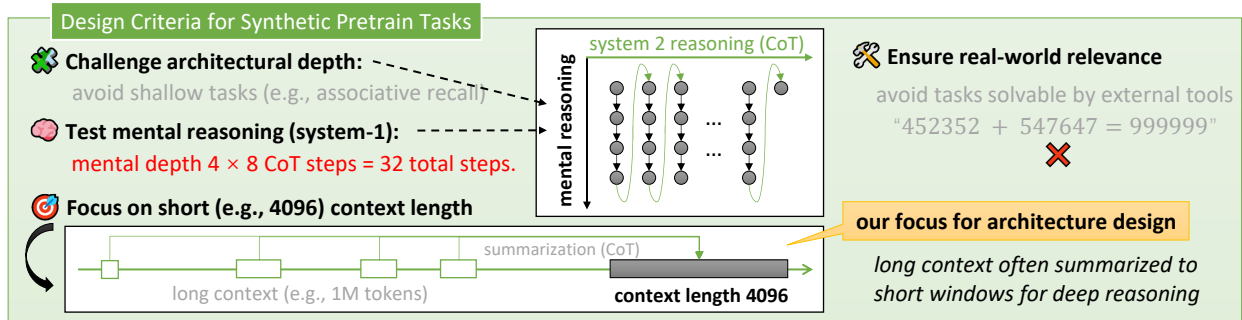 Design Criteria for Synthetic Pretrain Tasks
Challenge architectural depth:
avoid shallow tasks (e.g., associative recall)
Test mental reasoning (system-1):
mental depth 4 × 8 CoT steps = 32 total steps.
system 2 reasoning (CoT)
mental reasoning
...
...
Ensure real-world relevance
avoid tasks solvable by external tools
“452352 + 547647 = 999999”
Focus on short (e.g., 4096) context length
summarization (CoT)
long context (e.g., 1M tokens)
context length 4096
our focus for architecture design
long context often summarized to
short windows for deep reasoning